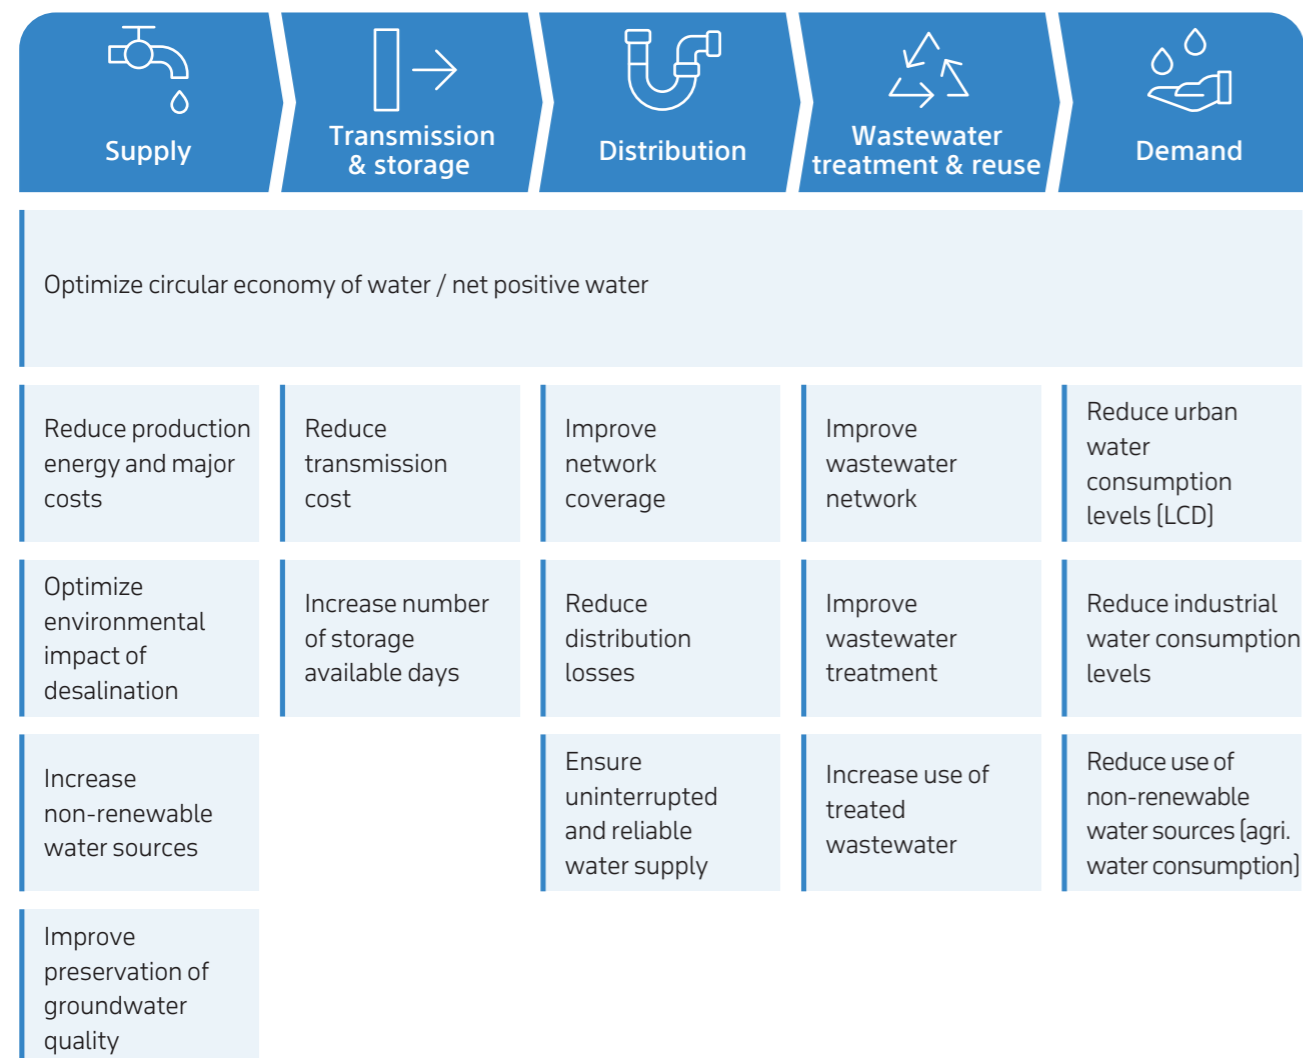 Supply
Transmission
& storage
Distribution
Wastewater
treatment & reuse
Demand
Optimize circular economy of water / net positive water
Reduce production
energy and major
costs
Reduce
transmission
cost
Improve
network
coverage
Improve
wastewater
network
Reduce urban
water
consumption
levels (LCD)
Optimize
environmental
impact of
desalination
Increase number
of storage
available days
Reduce
distribution
losses
Improve
wastewater
treatment
Reduce industrial
water consumption
levels
Increase
non-renewable
water sources
Ensure
uninterrupted
and reliable
water supply
Increase use of
treated
wastewater
Reduce use of
non-renewable
water sources (agri.
water consumption)
Improve
preservation of
groundwater
quality